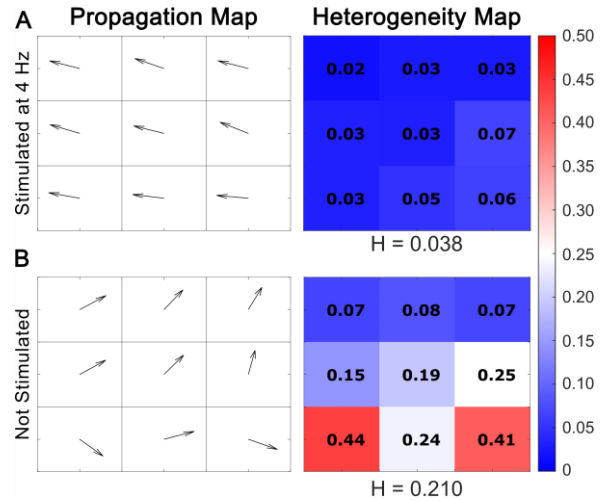 A
Propagation Map
Heterogeneity Map
Stimulated at 4 Hz
0.02 0.03 0.03
0.03 0.03 0.07
0.03 0.05 0.06
H = 0.038
B
Not Stimulated
0.07 0.08 0.07
0.15 0.19 0.25
0.44 0.24 0.41
H = 0.210
0.50
0.45
0.40
0.35
0.30
0.25
0.20
0.15
0.10
0.05
0